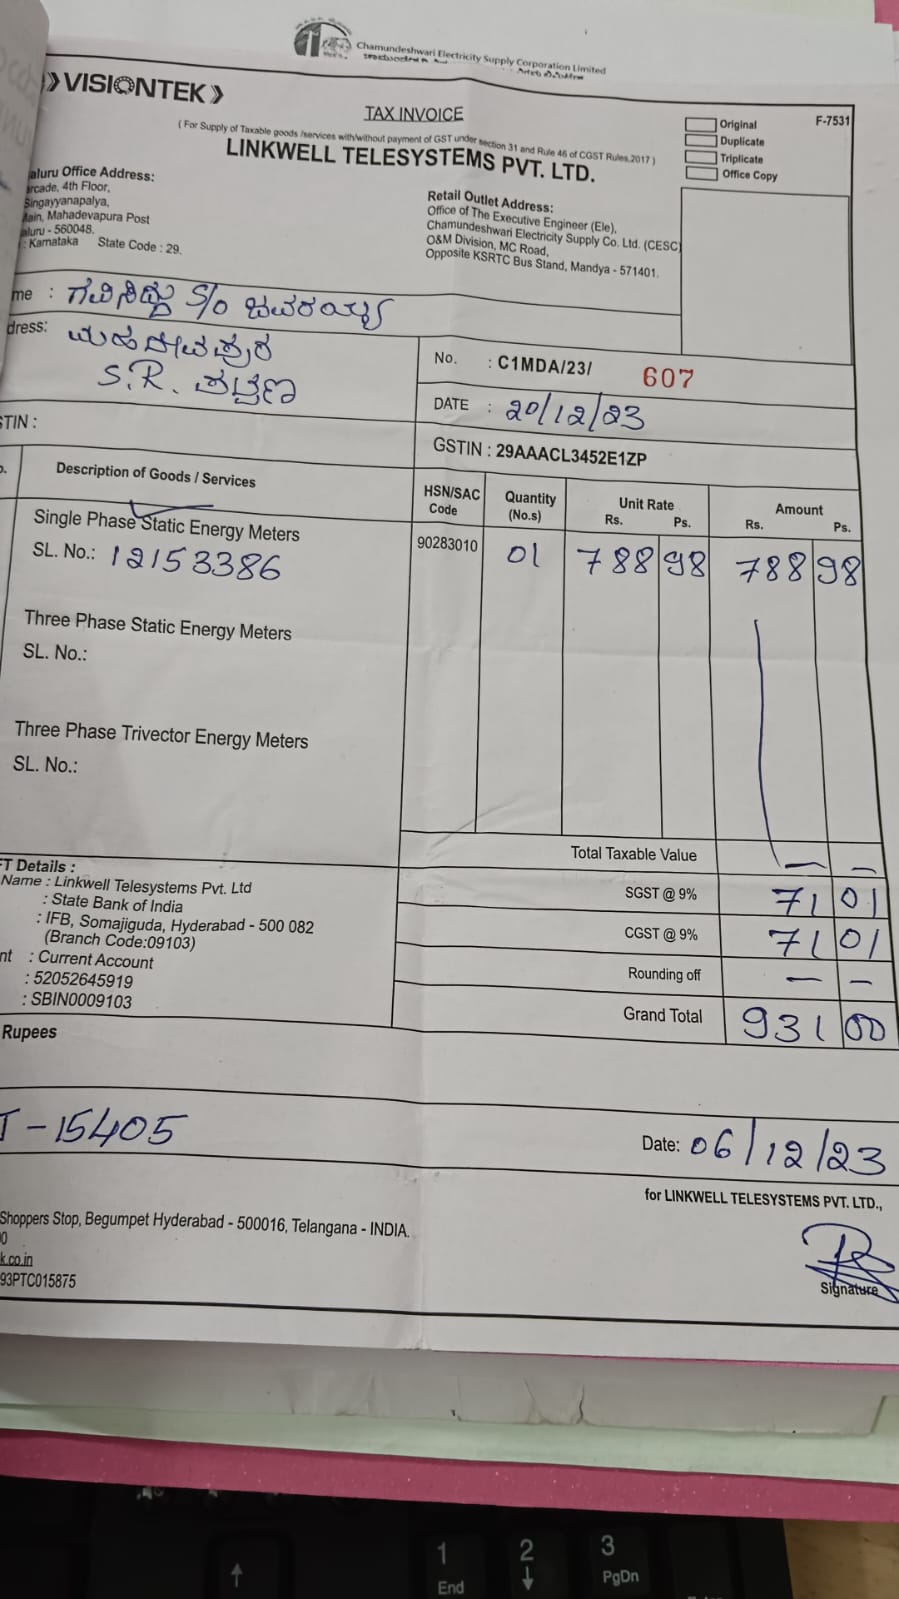 Chamundeshwari Electricity Supply Corporation Limited
VISIONTEK
TAX INVOICE
( For Supply of Taxable goods /services with/without payment of GST under section 31 and Rule 46 of CGST Rules,2017 )
LINKWELL TELESYSTEMS PVT. LTD.
Original
Duplicate
Triplicate
Office Copy
F-7531
aluru Office Address:
rcade, 4th Floor,
Singayyanapalya,
Main, Mahadevapura Post
aluru - 560048.
: Karnataka State Code : 29.
Retail Outlet Address:
Office of The Executive Engineer (Ele),
Chamundeshwari Electricity Supply Co. Ltd. (CESC)
O&M Division, MC Road,
Opposite KSRTC Bus Stand, Mandya - 571401.
me : ಗವಿಸಿದ್ದು S/o ಜವರಯ್ಯ
dress: ಮಹದೇವಪುರ
S.R. ಪಟ್ಟಣ
No. : C1MDA/23/ 607
DATE : 20/12/23
STIN :
GSTIN : 29AAACL3452E1ZP
o. Description of Goods / Services HSN/SAC Code Quantity (No.s) Unit Rate Rs. Ps. Amount Rs. Ps.
Single Phase Static Energy Meters
SL. No.: 12153386 90283010 01 788 98 788 98
Three Phase Static Energy Meters
SL. No.:
Three Phase Trivector Energy Meters
SL. No.:
Total Taxable Value — —
SGST @ 9% 71 01
CGST @ 9% 71 01
Rounding off — —
Grand Total 931 00
FT Details :
Name : Linkwell Telesystems Pvt. Ltd
: State Bank of India
: IFB, Somajiguda, Hyderabad - 500 082
(Branch Code:09103)
nt : Current Account
: 52052645919
: SBIN0009103
Rupees
T - 15405
Date: 06/12/23
for LINKWELL TELESYSTEMS PVT. LTD.,
Shoppers Stop, Begumpet Hyderabad - 500016, Telangana - INDIA.
0
k.co.in
93PTC015875
Signature
1
End
2
3
PgDn